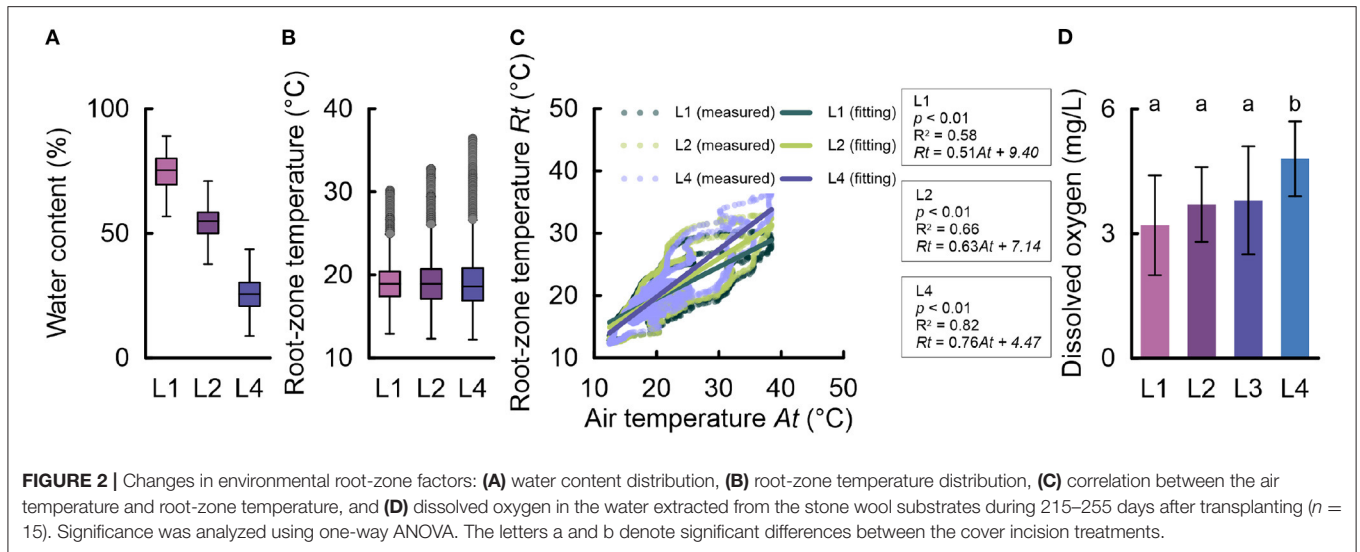 A
B
C
D
Water content (%)
100
50
0
L1 L2 L4
Root-zone temperature (°C)
40
30
20
10
L1 L2 L4
Root-zone temperature Rt (°C)
50
40
30
20
10
L1 (measured) L1 (fitting)
L2 (measured) L2 (fitting)
L4 (measured) L4 (fitting)
10 20 30 40 50
Air temperature At (°C)
L1
p < 0.01
R² = 0.58
Rt = 0.51At + 9.40
L2
p < 0.01
R² = 0.66
Rt = 0.63At + 7.14
L4
p < 0.01
R² = 0.82
Rt = 0.76At + 4.47
Dissolved oxygen (mg/L)
6
3
0
a a a b
L1 L2 L3 L4
FIGURE 2 | Changes in environmental root-zone factors: (A) water content distribution, (B) root-zone temperature distribution, (C) correlation between the air
temperature and root-zone temperature, and (D) dissolved oxygen in the water extracted from the stone wool substrates during 215–255 days after transplanting (n =
15). Significance was analyzed using one-way ANOVA. The letters a and b denote significant differences between the cover incision treatments.